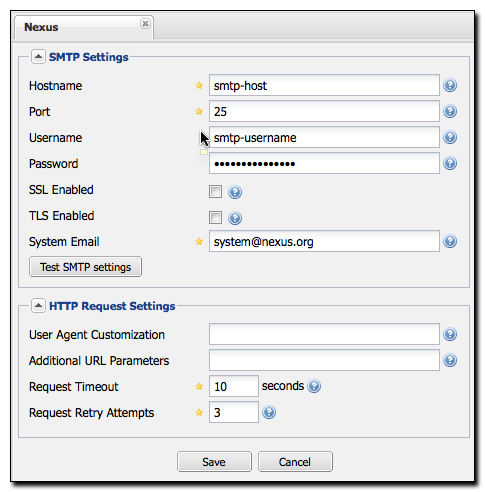 Nexus
SMTP Settings
Hostname smtp-host
Port 25
Username smtp-username
Password •••••••••••••••
SSL Enabled
TLS Enabled
System Email system@nexus.org
Test SMTP settings
HTTP Request Settings
User Agent Customization
Additional URL Parameters
Request Timeout 10 seconds
Request Retry Attempts 3
Save Cancel